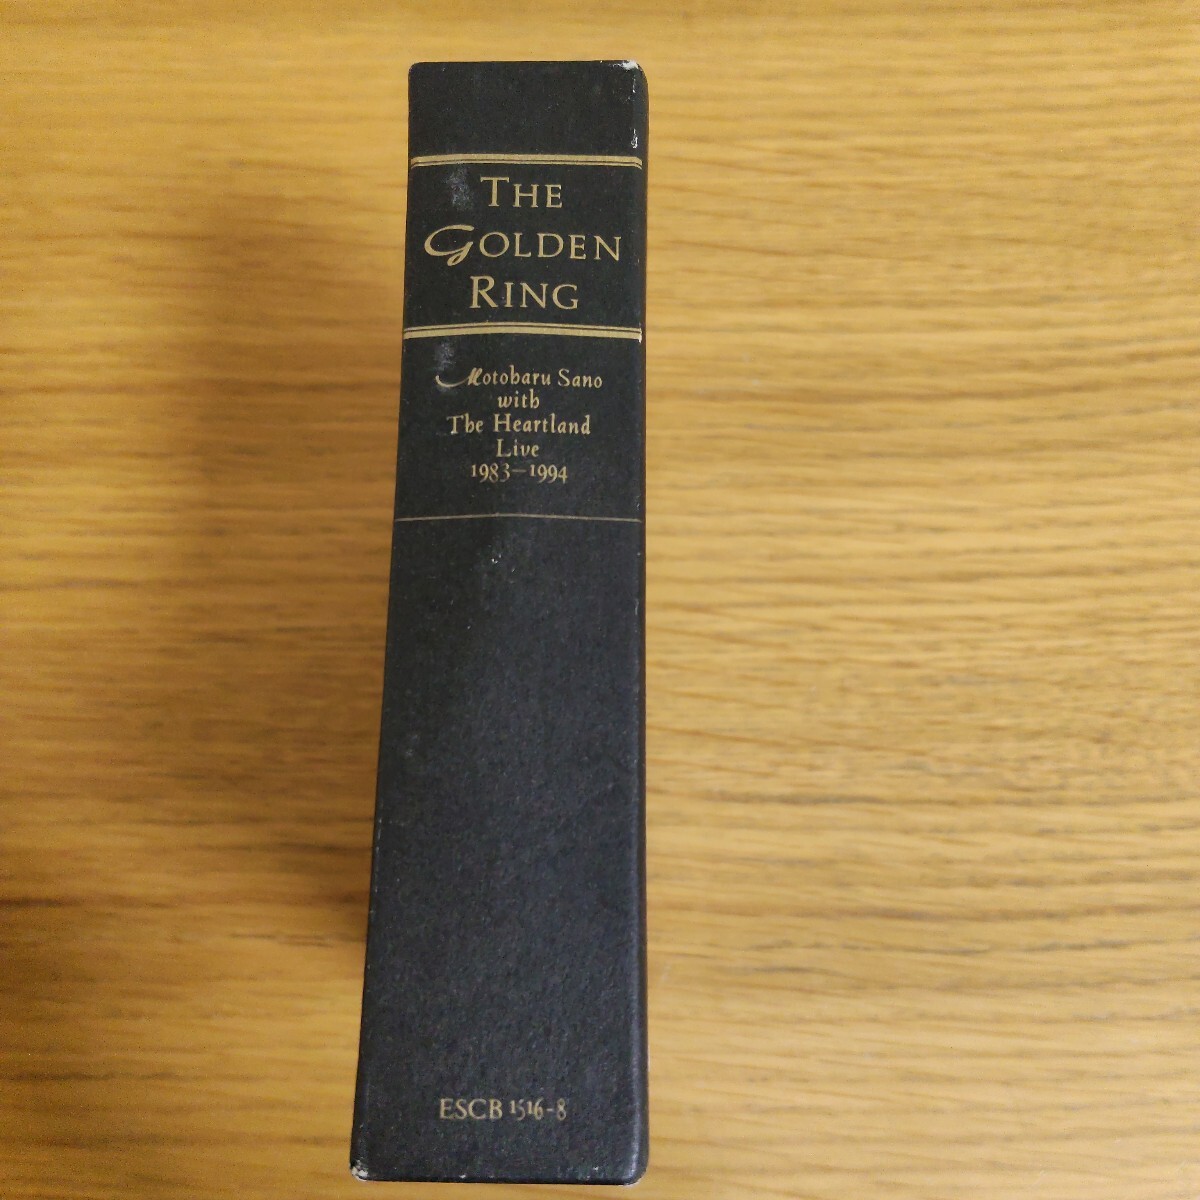 THE
GOLDEN
RING
Motoharu Sano
with
The Heartland
Live
1983-1994
ESCB 1516-8